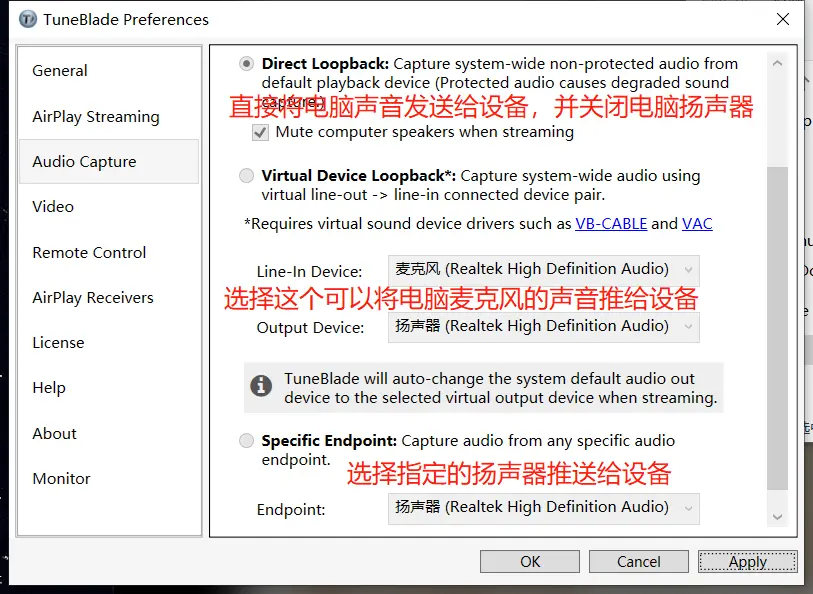 TuneBlade Preferences
General
AirPlay Streaming
Audio Capture
Video
Remote Control
AirPlay Receivers
License
Help
About
Monitor
Direct Loopback: Capture system-wide non-protected audio from
default playback device (Protected audio causes degraded sound
capture.)
直接将电脑声音发送给设备，并关闭电脑扬声器
Mute computer speakers when streaming
Virtual Device Loopback*: Capture system-wide audio using
virtual line-out -> line-in connected device pair.
*Requires virtual sound device drivers such as VB-CABLE and VAC
Line-In Device: 麦克风 (Realtek High Definition Audio)
选择这个可以将电脑麦克风的声音推给设备
Output Device: 扬声器 (Realtek High Definition Audio)
TuneBlade will auto-change the system default audio out
device to the selected virtual output device when streaming.
Specific Endpoint: Capture audio from any specific audio
endpoint.
选择指定的扬声器推送给设备
Endpoint: 扬声器 (Realtek High Definition Audio)
OK
Cancel
Apply